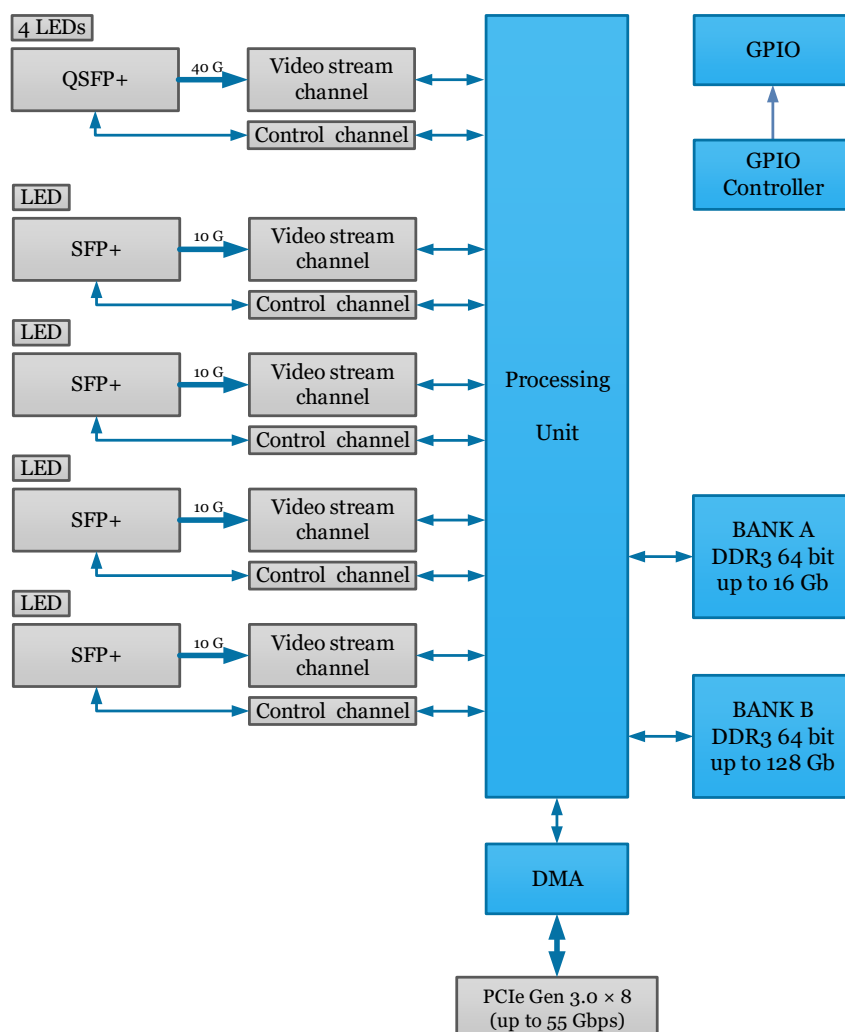 4 LEDs
QSFP+
40 G
Video stream
channel
Control channel
LED
SFP+
10 G
Video stream
channel
Control channel
LED
SFP+
10 G
Video stream
channel
Control channel
LED
SFP+
10 G
Video stream
channel
Control channel
LED
SFP+
10 G
Video stream
channel
Control channel
Processing
Unit
GPIO
GPIO
Controller
BANK A
DDR3 64 bit
up to 16 Gb
BANK B
DDR3 64 bit
up to 128 Gb
DMA
PCIe Gen 3.0 × 8
(up to 55 Gbps)